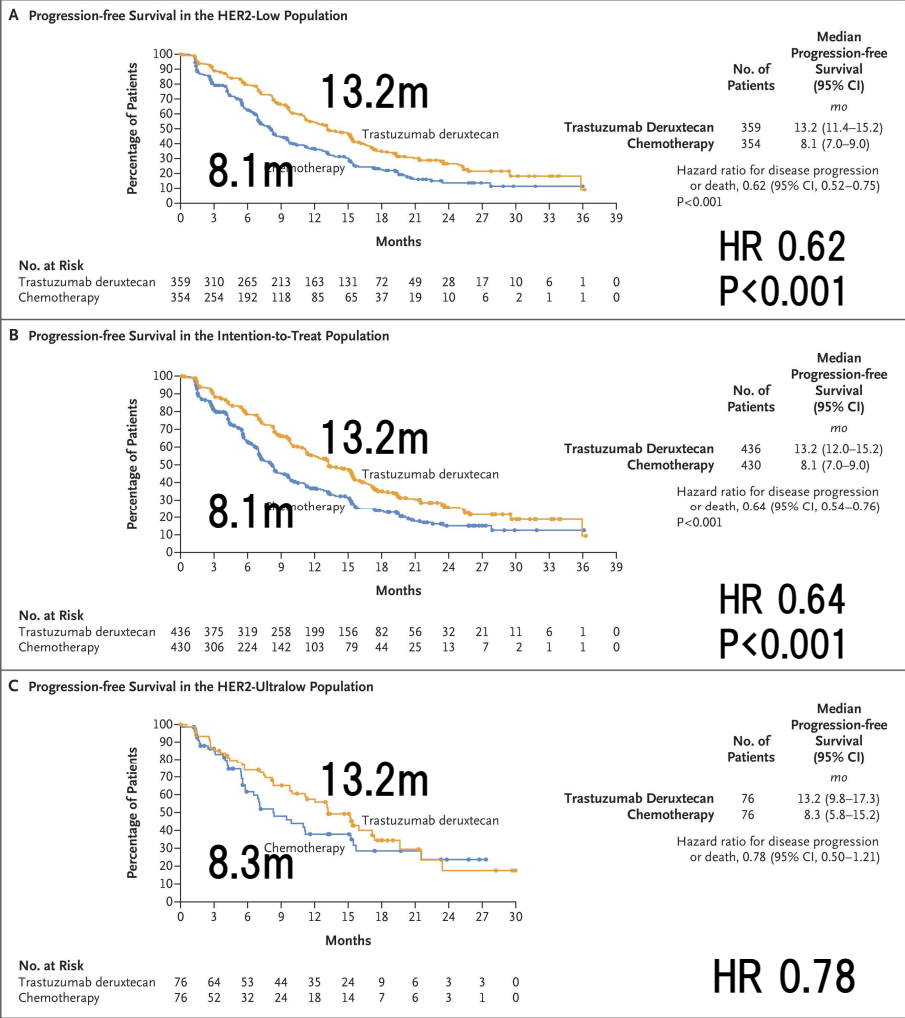 A Progression-free Survival in the HER2-Low Population
Percentage of Patients
100
90
80
70
60
50
40
30
20
10
0
13.2m
Trastuzumab deruxtecan
8.1m
Chemotherapy
0 3 6 9 12 15 18 21 24 27 30 33 36 39
Months
No. of Patients
Median Progression-free Survival (95% CI)
mo
Trastuzumab Deruxtecan 359 13.2 (11.4–15.2)
Chemotherapy 354 8.1 (7.0–9.0)
Hazard ratio for disease progression
or death, 0.62 (95% CI, 0.52–0.75)
P<0.001
HR 0.62
P<0.001
No. at Risk
Trastuzumab deruxtecan 359 310 265 213 163 131 72 49 28 17 10 6 1 0
Chemotherapy 354 254 192 118 85 65 37 19 10 6 2 1 1 0
B Progression-free Survival in the Intention-to-Treat Population
Percentage of Patients
100
90
80
70
60
50
40
30
20
10
0
13.2m
Trastuzumab deruxtecan
8.1m
Chemotherapy
0 3 6 9 12 15 18 21 24 27 30 33 36 39
Months
No. of Patients
Median Progression-free Survival (95% CI)
mo
Trastuzumab Deruxtecan 436 13.2 (12.0–15.2)
Chemotherapy 430 8.1 (7.0–9.0)
Hazard ratio for disease progression
or death, 0.64 (95% CI, 0.54–0.76)
P<0.001
HR 0.64
P<0.001
No. at Risk
Trastuzumab deruxtecan 436 375 319 258 199 156 82 56 32 21 11 6 1 0
Chemotherapy 430 306 224 142 103 79 44 25 13 7 2 1 1 0
C Progression-free Survival in the HER2-Ultralow Population
Percentage of Patients
100
90
80
70
60
50
40
30
20
10
0
13.2m
Trastuzumab deruxtecan
8.3m
Chemotherapy
0 3 6 9 12 15 18 21 24 27 30
Months
No. of Patients
Median Progression-free Survival (95% CI)
mo
Trastuzumab Deruxtecan 76 13.2 (9.8–17.3)
Chemotherapy 76 8.3 (5.8–15.2)
Hazard ratio for disease progression
or death, 0.78 (95% CI, 0.50–1.21)
HR 0.78
No. at Risk
Trastuzumab deruxtecan 76 64 53 44 35 24 9 6 3 3 0
Chemotherapy 76 52 32 24 18 14 7 6 3 1 0